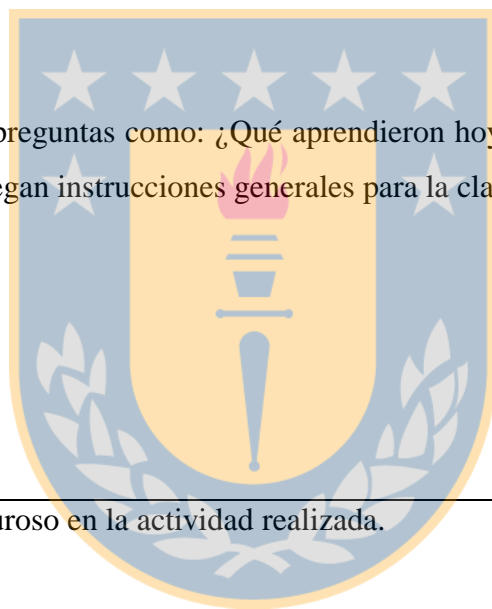 preguntas como: ¿Qué aprendieron hoy
egan instrucciones generales para la cla
uroso en la actividad realizada.